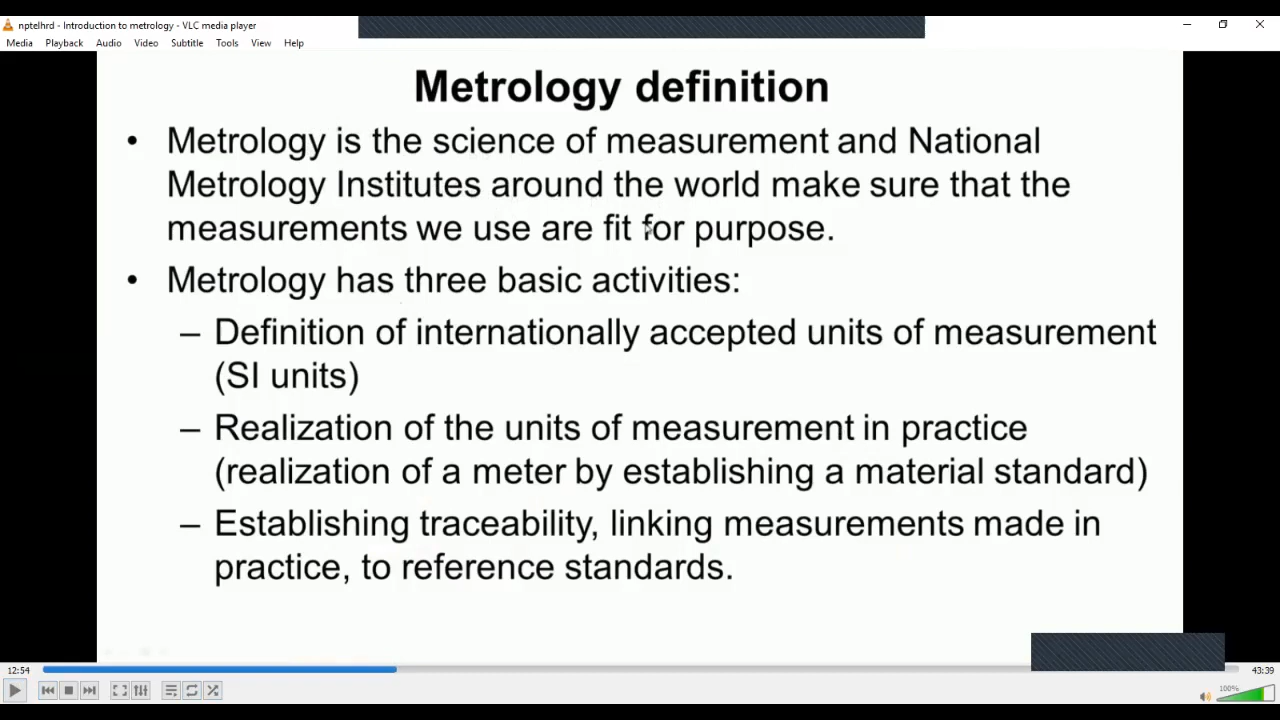 nptelhrd - Introduction to metrology - VLC media player
Media Playback Audio Video Subtitle Tools View Help
Metrology definition
• Metrology is the science of measurement and National
Metrology Institutes around the world make sure that the
measurements we use are fit for purpose.
• Metrology has three basic activities:
– Definition of internationally accepted units of measurement
(SI units)
– Realization of the units of measurement in practice
(realization of a meter by establishing a material standard)
– Establishing traceability, linking measurements made in
practice, to reference standards.
12:54 43:39
100%